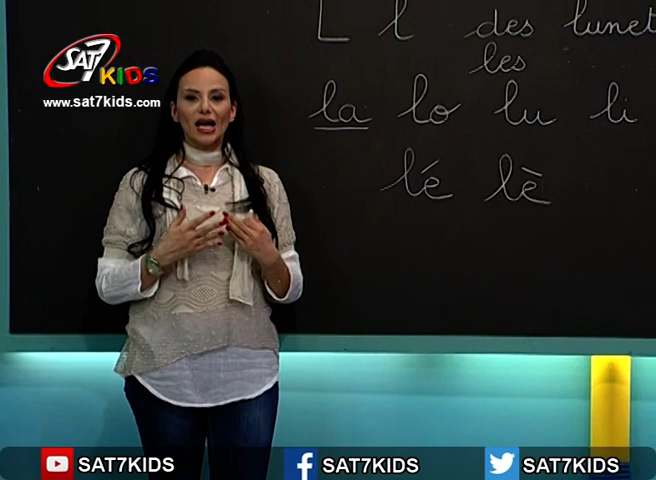 SAT7
KIDS
www.sat7kids.com
L l des lunet
les
la lo lu li
lé lè
SAT7KIDS SAT7KIDS SAT7KIDS